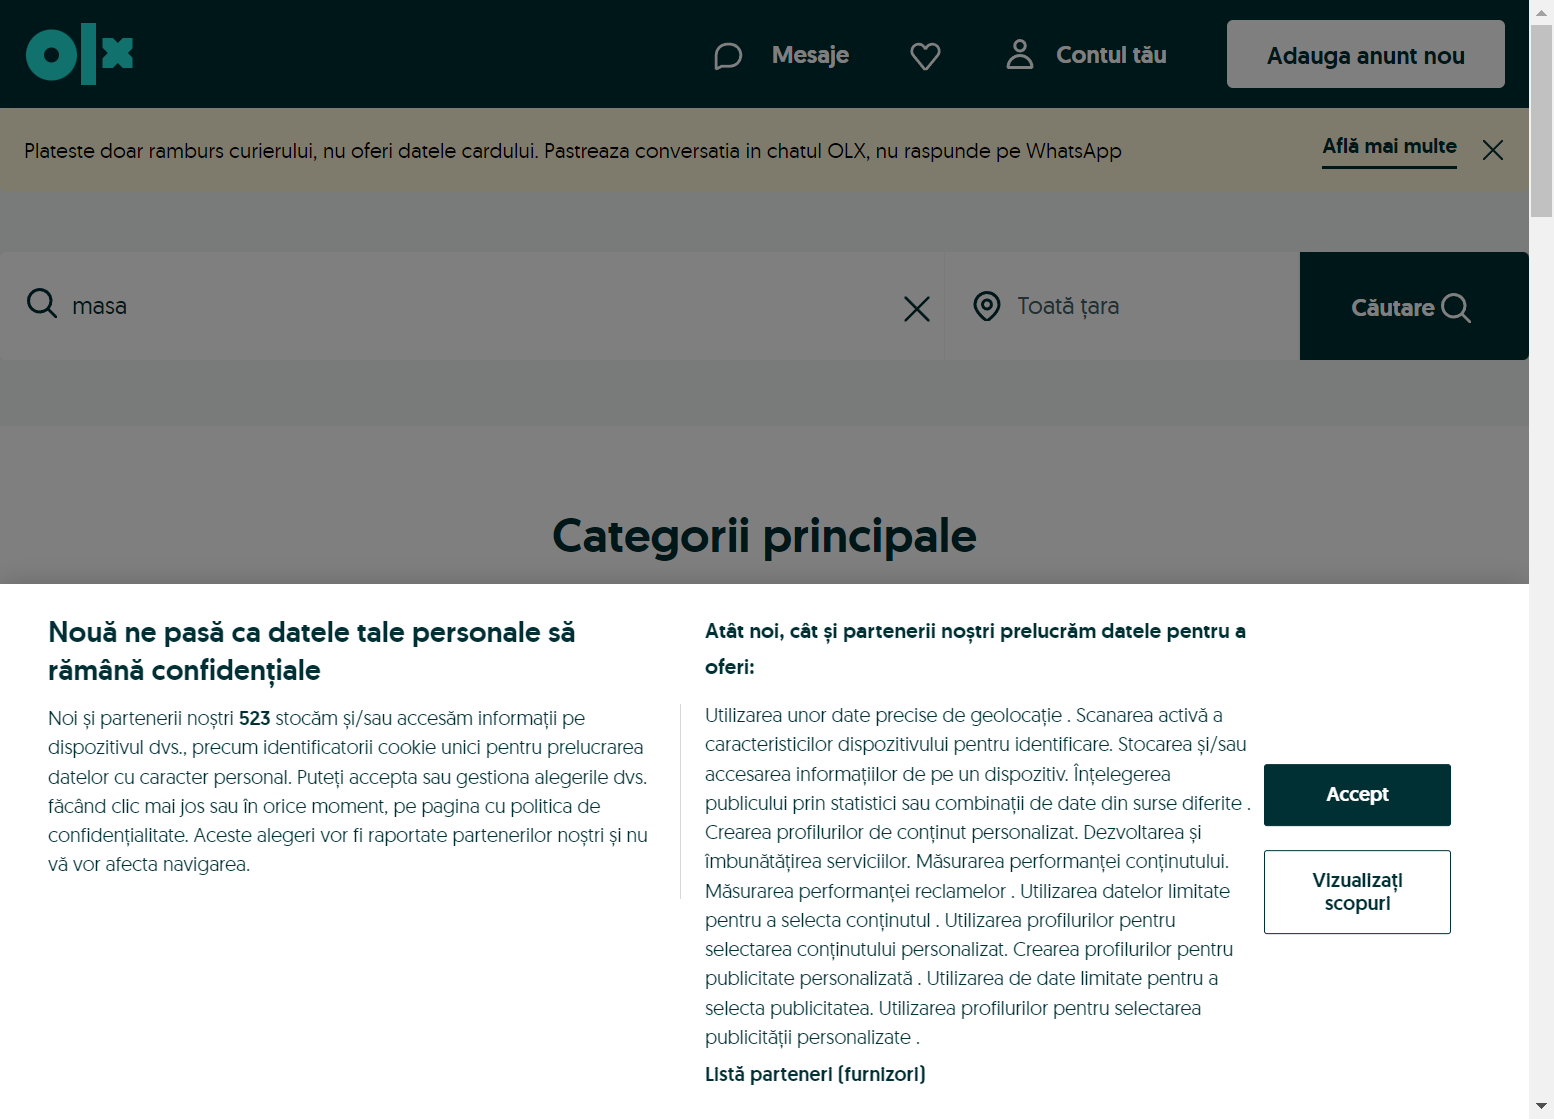 olx
Mesaje
Contul tău
Adauga anunt nou
Plateste doar ramburs curierului, nu oferi datele cardului. Pastreaza conversatia in chatul OLX, nu raspunde pe WhatsApp
Află mai multe
masa
Toată țara
Căutare
Categorii principale
Nouă ne pasă ca datele tale personale să
rămână confidențiale
Noi și partenerii noștri 523 stocăm și/sau accesăm informații pe
dispozitivul dvs., precum identificatorii cookie unici pentru prelucrarea
datelor cu caracter personal. Puteți accepta sau gestiona alegerile dvs.
făcând clic mai jos sau în orice moment, pe pagina cu politica de
confidențialitate. Aceste alegeri vor fi raportate partenerilor noștri și nu
vă vor afecta navigarea.
Atât noi, cât și partenerii noștri prelucrăm datele pentru a
oferi:
Utilizarea unor date precise de geolocație . Scanarea activă a
caracteristicilor dispozitivului pentru identificare. Stocarea și/sau
accesarea informațiilor de pe un dispozitiv. Înțelegerea
publicului prin statistici sau combinații de date din surse diferite .
Crearea profilurilor de conținut personalizat. Dezvoltarea și
îmbunătățirea serviciilor. Măsurarea performanței conținutului.
Măsurarea performanței reclamelor . Utilizarea datelor limitate
pentru a selecta conținutul . Utilizarea profilurilor pentru
selectarea conținutului personalizat. Crearea profilurilor pentru
publicitate personalizată . Utilizarea de date limitate pentru a
selecta publicitatea. Utilizarea profilurilor pentru selectarea
publicității personalizate .
Listă parteneri (furnizori)
Accept
Vizualizați
scopuri